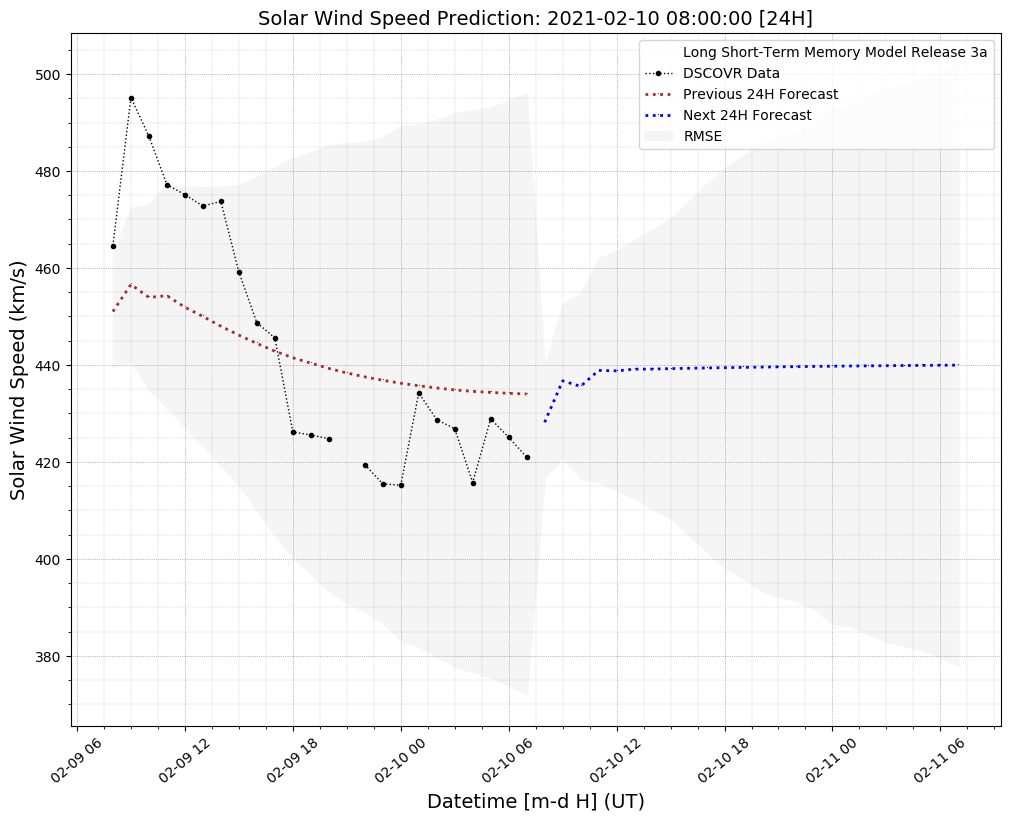 Solar Wind Speed Prediction: 2021-02-10 08:00:00 [24H]
Long Short-Term Memory Model Release 3a
DSCOVR Data
Previous 24H Forecast
Next 24H Forecast
RMSE
Solar Wind Speed (km/s)
500
480
460
440
420
400
380
02-09 06
02-09 12
02-09 18
02-10 00
02-10 06
02-10 12
02-10 18
02-11 00
02-11 06
Datetime [m-d H] (UT)